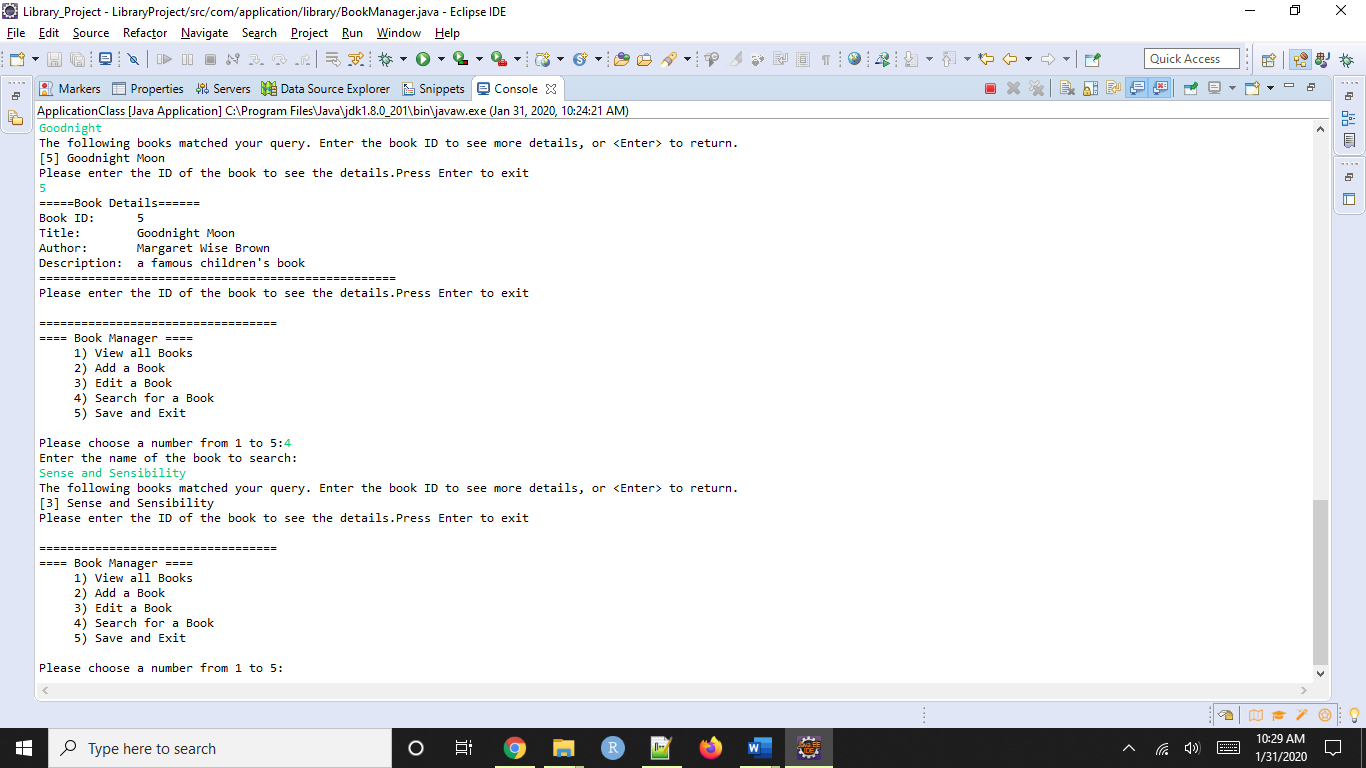 Library_Project - LibraryProject/src/com/application/library/BookManager.java - Eclipse IDE
File Edit Source Refactor Navigate Search Project Run Window Help
Quick Access
Markers Properties Servers Data Source Explorer Snippets Console
ApplicationClass [Java Application] C:\Program Files\Java\jdk1.8.0_201\bin\javaw.exe (Jan 31, 2020, 10:24:21 AM)
Goodnight
The following books matched your query. Enter the book ID to see more details, or <Enter> to return.
[5] Goodnight Moon
Please enter the ID of the book to see the details.Press Enter to exit
5
=====Book Details======
Book ID:      5
Title:        Goodnight Moon
Author:       Margaret Wise Brown
Description:  a famous children's book
===================================================
Please enter the ID of the book to see the details.Press Enter to exit
==================================
==== Book Manager ====
1) View all Books
2) Add a Book
3) Edit a Book
4) Search for a Book
5) Save and Exit
Please choose a number from 1 to 5:4
Enter the name of the book to search:
Sense and Sensibility
The following books matched your query. Enter the book ID to see more details, or <Enter> to return.
[3] Sense and Sensibility
Please enter the ID of the book to see the details.Press Enter to exit
==================================
==== Book Manager ====
1) View all Books
2) Add a Book
3) Edit a Book
4) Search for a Book
5) Save and Exit
Please choose a number from 1 to 5:
Type here to search
10:29 AM
1/31/2020